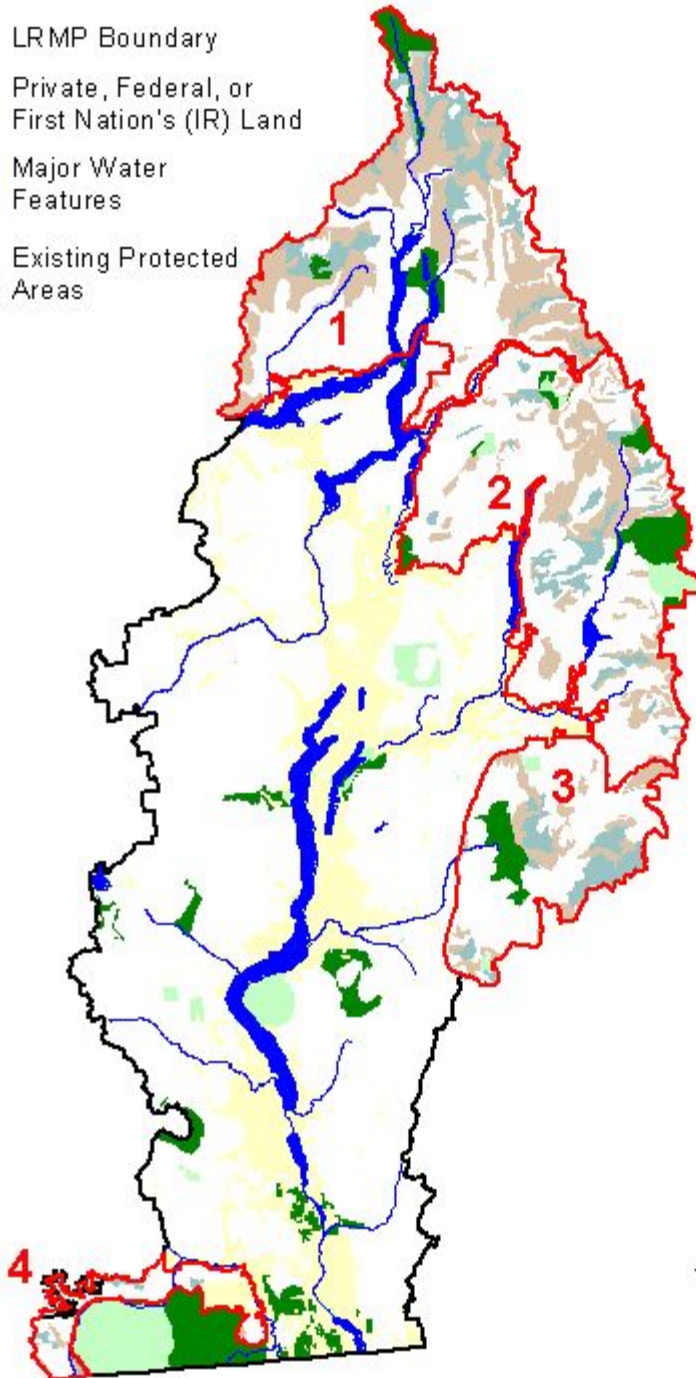 LRMP Boundary
Private, Federal, or
First Nation's (IR) Land
Major Water
Features
Existing Protected
Areas
1
2
3
4